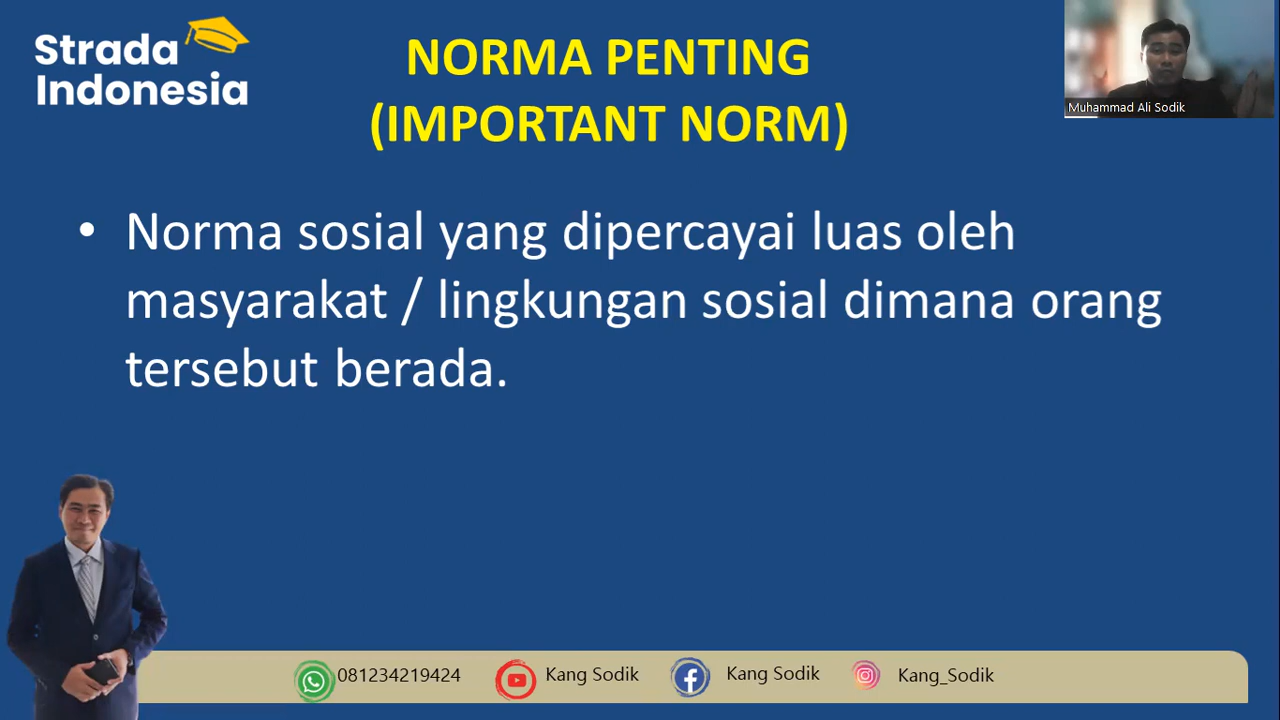 Strada
Indonesia
NORMA PENTING
(IMPORTANT NORM)
Muhammad Ali Sodik
• Norma sosial yang dipercayai luas oleh
masyarakat / lingkungan sosial dimana orang
tersebut berada.
081234219424
Kang Sodik
Kang Sodik
Kang_Sodik